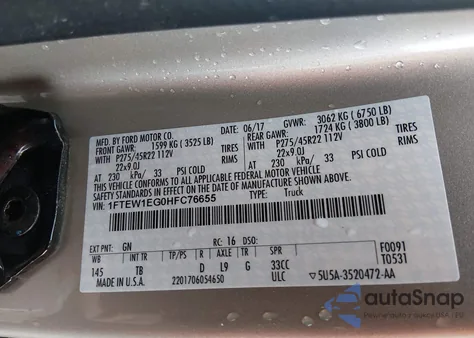 MFD. BY FORD MOTOR CO. 06/17 GVWR: 3062 KG ( 6750 LB)
FRONT GAWR: 1599 KG ( 3525 LB) REAR GAWR: 1724 KG ( 3800 LB)
WITH P275/45R22 112V TIRES WITH P275/45R22 112V TIRES
22x9.0J RIMS 22x9.0J RIMS
AT 230 kPa/ 33 PSI COLD AT 230 kPa/ 33 PSI COLD
THIS VEHICLE CONFORMS TO ALL APPLICABLE FEDERAL MOTOR VEHICLE
SAFETY STANDARDS IN EFFECT ON THE DATE OF MANUFACTURE SHOWN ABOVE.
VIN: 1FTEW1EG0HFC76655 TYPE: Truck
EXT PNT: GN RC: 16 DSO: F0091
WB BRK INT TR TP/PS R AXLE TR SPR T0531
145 TB D L9 G 33CC
MADE IN U.S.A. 2201706054650 ULC 5U5A-3520472-AA
autoSnap